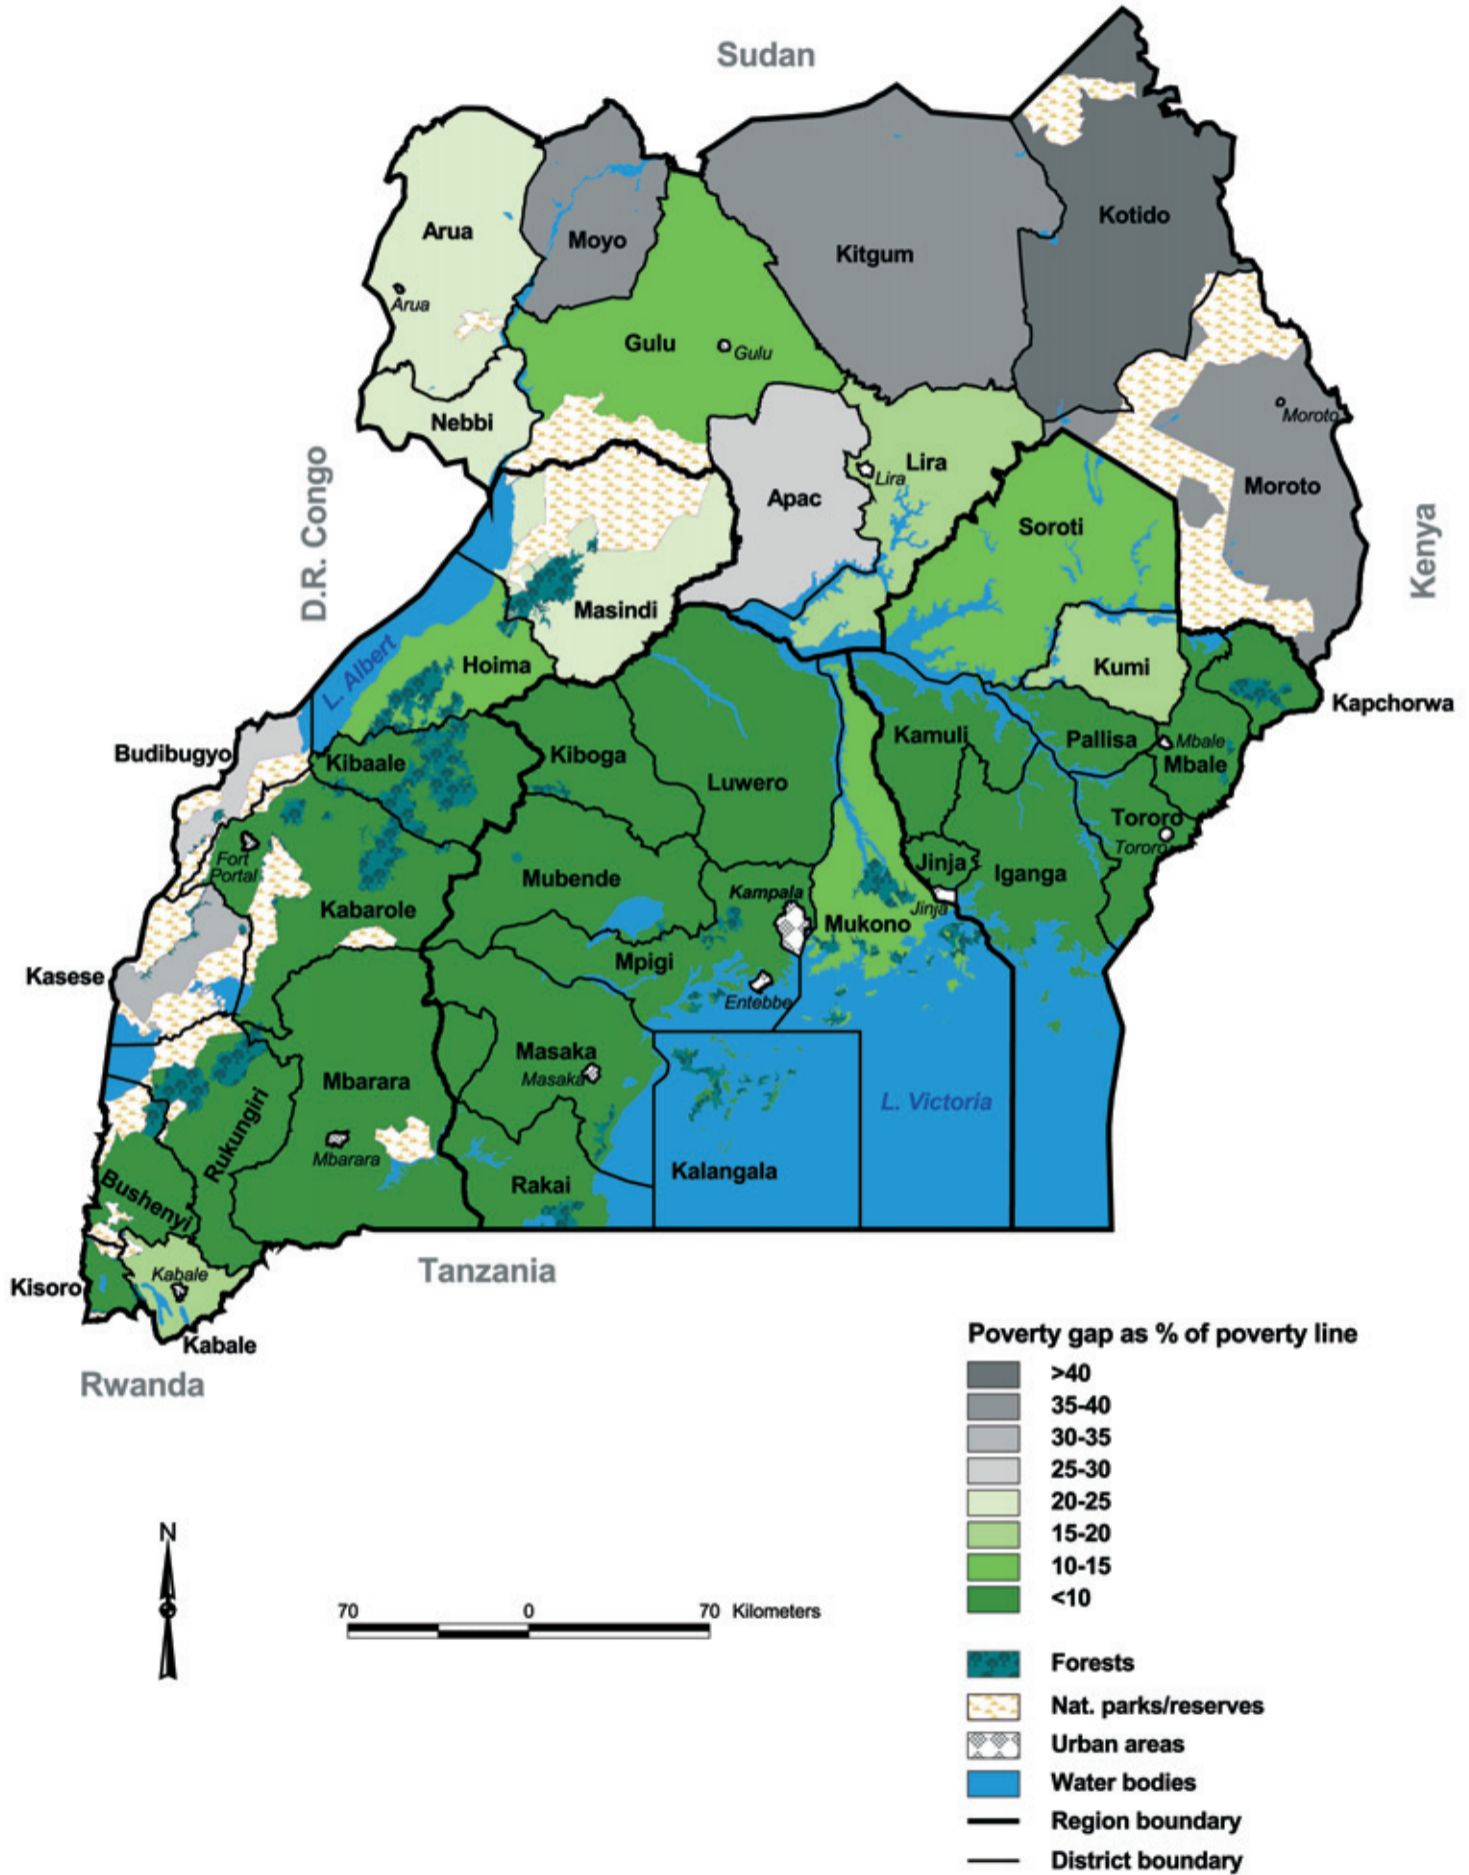 Sudan
Kotido
Arua
Moyo
Kitgum
Arua
Gulu
Gulu
Moroto
Nebbi
Lira
Lira
Apac
Moroto
Soroti
D.R. Congo
Kenya
Masindi
L. Albert
Hoima
Kumi
Kapchorwa
Budibugyo
Kibaale
Kiboga
Luwero
Kamuli
Pallisa
Mbale
Mbale
Tororo
Tororo
Fort
Portal
Jinja
Iganga
Mubende
Kampala
Kabarole
Jinja
Mukono
Kasese
Mpigi
Entebbe
Masaka
Masaka
Mbarara
L. Victoria
Rukungiri
Mbarara
Kalangala
Rakai
Bushenyi
Kabale
Kisoro
Tanzania
Kabale
Rwanda
Poverty gap as % of poverty line
>40
35-40
30-35
25-30
20-25
15-20
10-15
<10
N
70 0 70 Kilometers
Forests
Nat. parks/reserves
Urban areas
Water bodies
Region boundary
District boundary